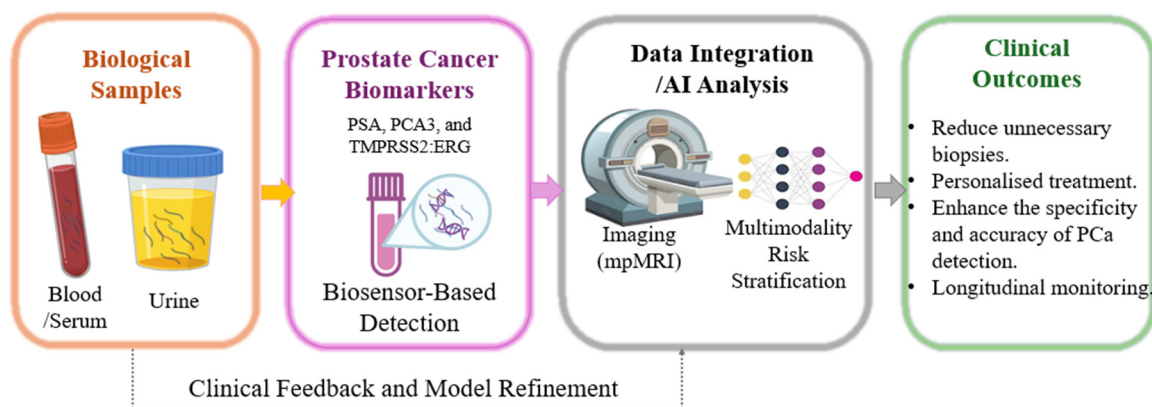 Biological
Samples
Blood
/Serum
Urine
Prostate Cancer
Biomarkers
PSA, PCA3, and
TMPRSS2:ERG
Biosensor-Based
Detection
Data Integration
/AI Analysis
Imaging
(mpMRI)
Multimodality
Risk
Stratification
Clinical
Outcomes
• Reduce unnecessary
biopsies.
• Personalised treatment.
• Enhance the specificity
and accuracy of PCa
detection.
• Longitudinal monitoring.
Clinical Feedback and Model Refinement